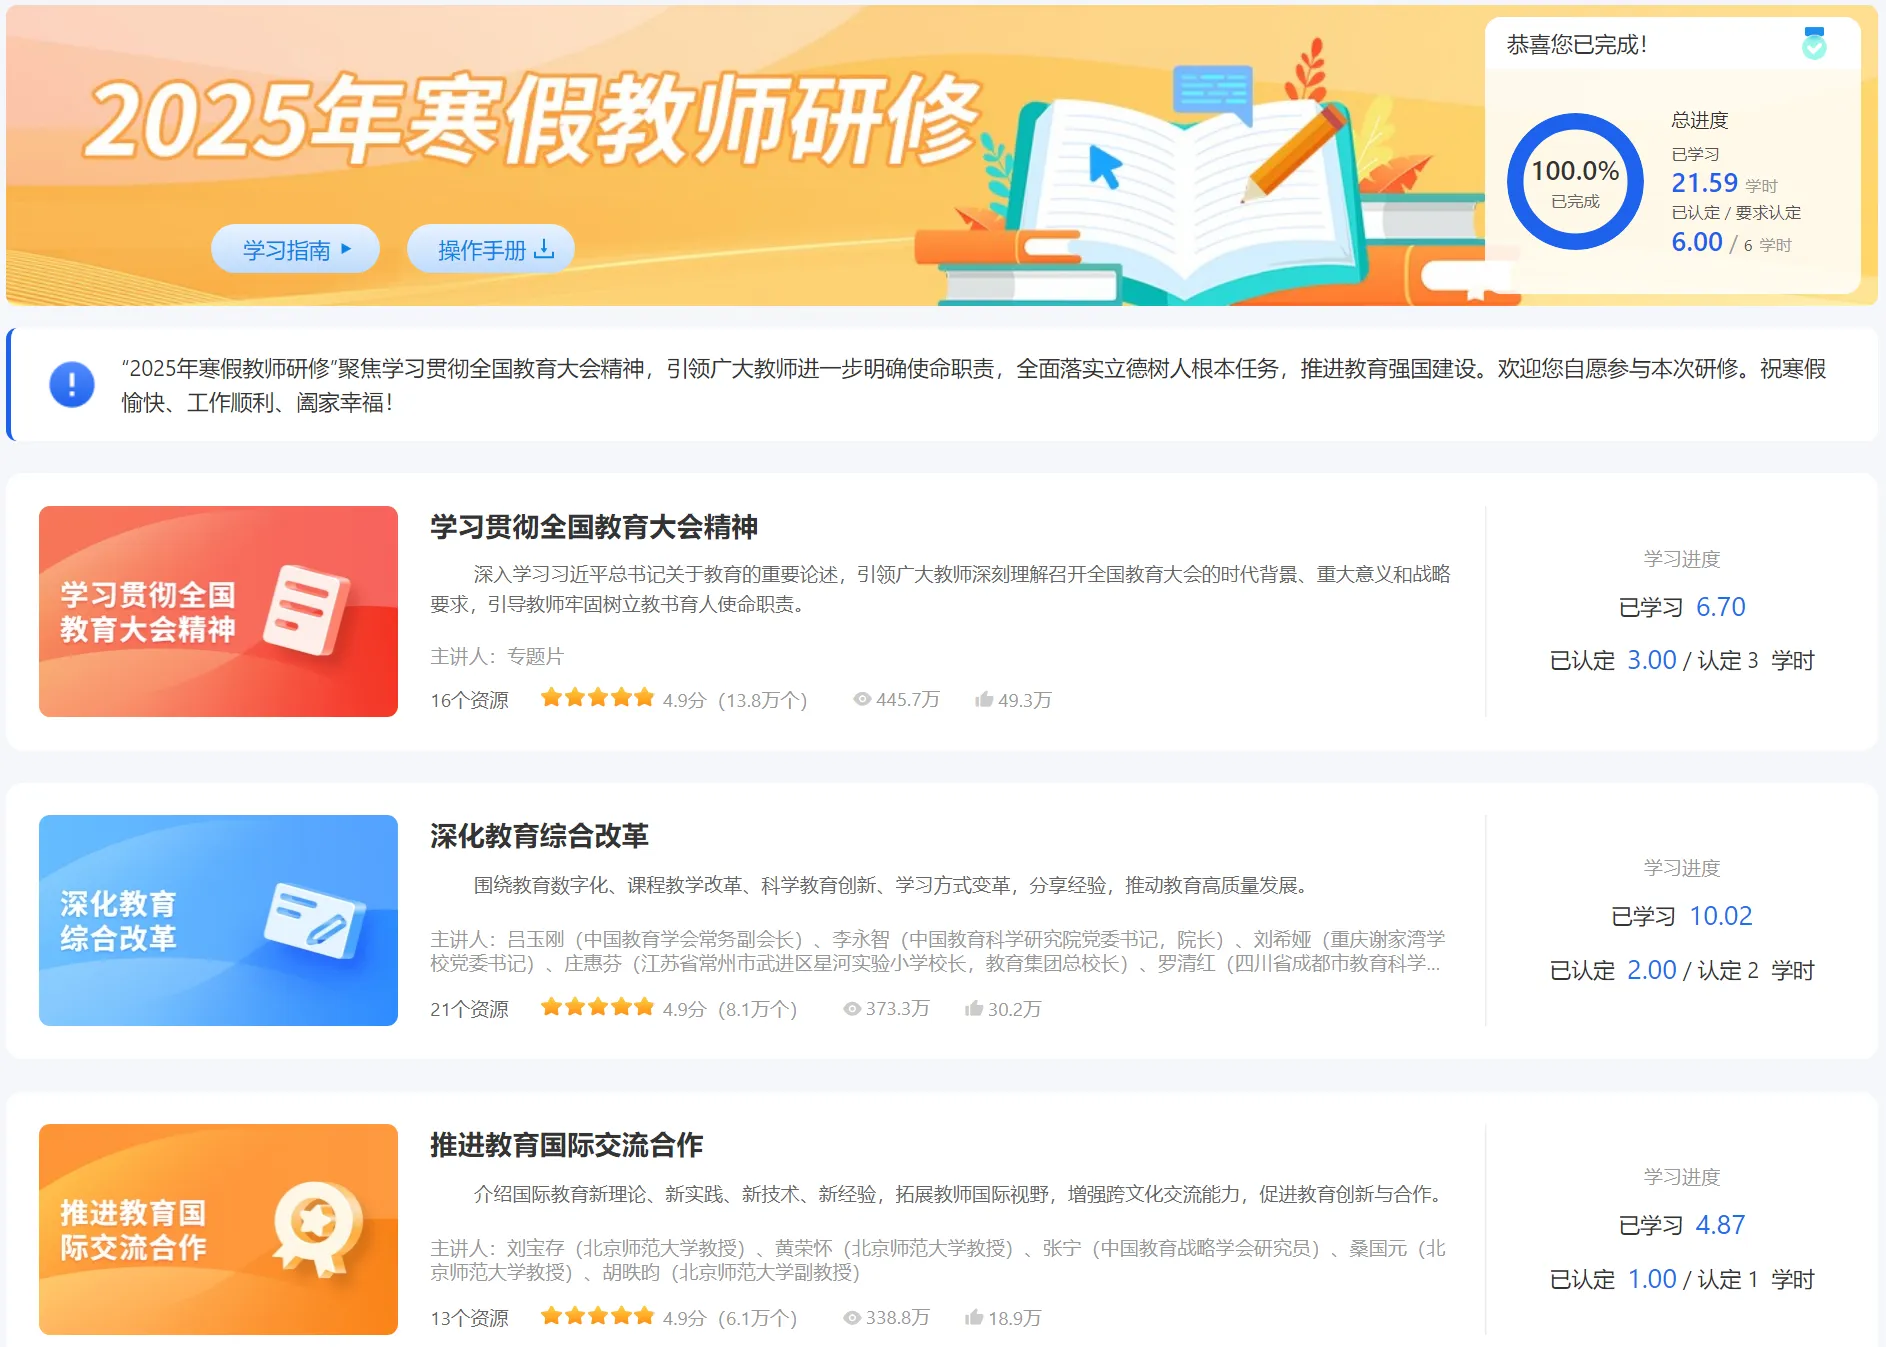 2025年寒假教师研修
学习指南
操作手册
恭喜您已完成！
100.0%
已完成
总进度
已学习
21.59 学时
已认定 / 要求认定
6.00 / 6 学时
“2025年寒假教师研修”聚焦学习贯彻全国教育大会精神，引领广大教师进一步明确使命职责，全面落实立德树人根本任务，推进教育强国建设。欢迎您自愿参与本次研修。祝寒假
愉快、工作顺利、阖家幸福！
学习贯彻全国
教育大会精神
学习贯彻全国教育大会精神
深入学习习近平总书记关于教育的重要论述，引领广大教师深刻理解召开全国教育大会的时代背景、重大意义和战略
要求，引导教师牢固树立教书育人使命职责。
主讲人：专题片
16个资源 4.9分（13.8万个） 445.7万 49.3万
学习进度
已学习 6.70
已认定 3.00 / 认定 3 学时
深化教育
综合改革
深化教育综合改革
围绕教育数字化、课程教学改革、科学教育创新、学习方式变革，分享经验，推动教育高质量发展。
主讲人：吕玉刚（中国教育学会常务副会长）、李永智（中国教育科学研究院党委书记，院长）、刘希娅（重庆谢家湾学
校党委书记）、庄惠芬（江苏省常州市武进区星河实验小学校长，教育集团总校长）、罗清红（四川省成都市教育科学...
21个资源 4.9分（8.1万个） 373.3万 30.2万
学习进度
已学习 10.02
已认定 2.00 / 认定 2 学时
推进教育国
际交流合作
推进教育国际交流合作
介绍国际教育新理论、新实践、新技术、新经验，拓展教师国际视野，增强跨文化交流能力，促进教育创新与合作。
主讲人：刘宝存（北京师范大学教授）、黄荣怀（北京师范大学教授）、张宁（中国教育战略学会研究员）、桑国元（北
京师范大学教授）、胡昳昀（北京师范大学副教授）
13个资源 4.9分（6.1万个） 338.8万 18.9万
学习进度
已学习 4.87
已认定 1.00 / 认定 1 学时